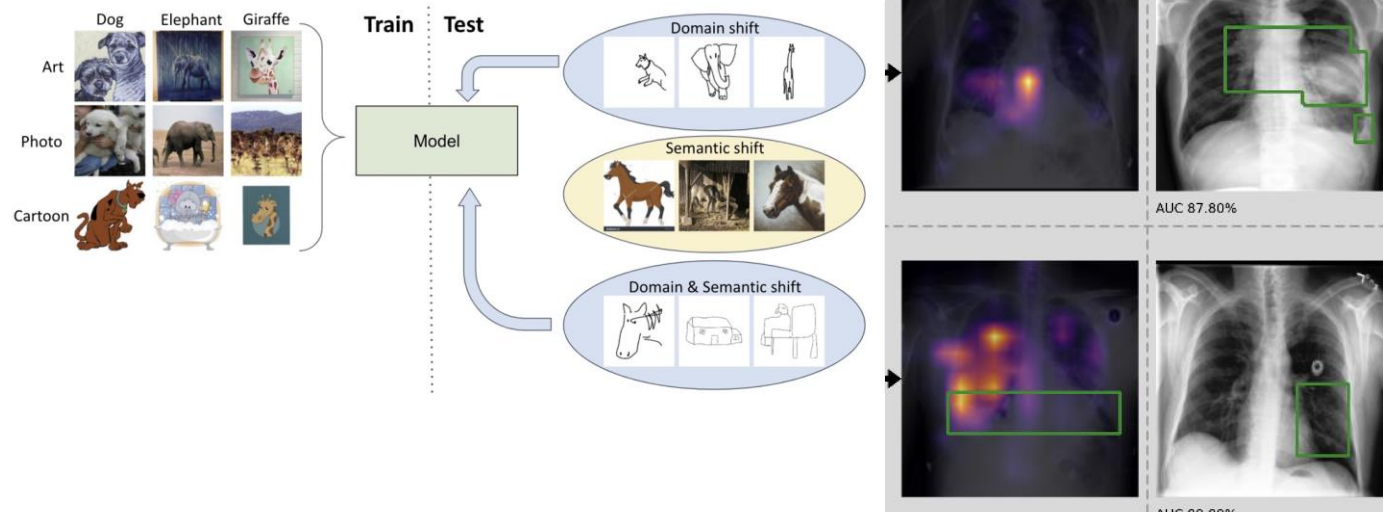 Dog Elephant Giraffe
Train Test
Art
Photo
Cartoon
Model
Domain shift
Semantic shift
Domain & Semantic shift
AUC 87.80%